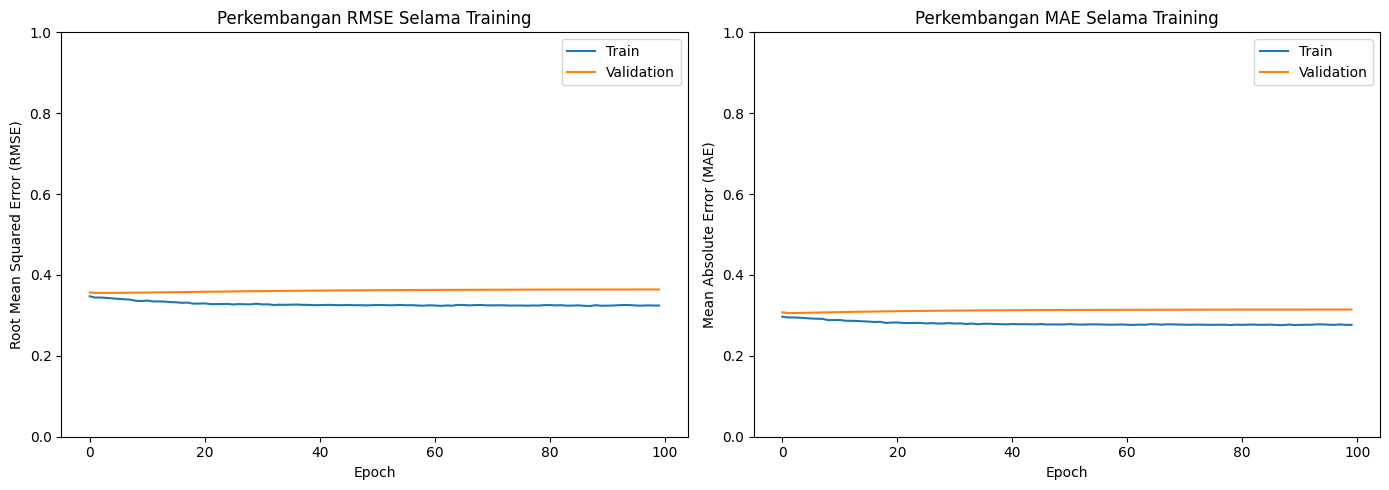 Perkembangan RMSE Selama Training
Root Mean Squared Error (RMSE)
1.0
0.8
0.6
0.4
0.2
0.0
Train
Validation
0 20 40 60 80 100
Epoch
Perkembangan MAE Selama Training
Mean Absolute Error (MAE)
1.0
0.8
0.6
0.4
0.2
0.0
Train
Validation
0 20 40 60 80 100
Epoch